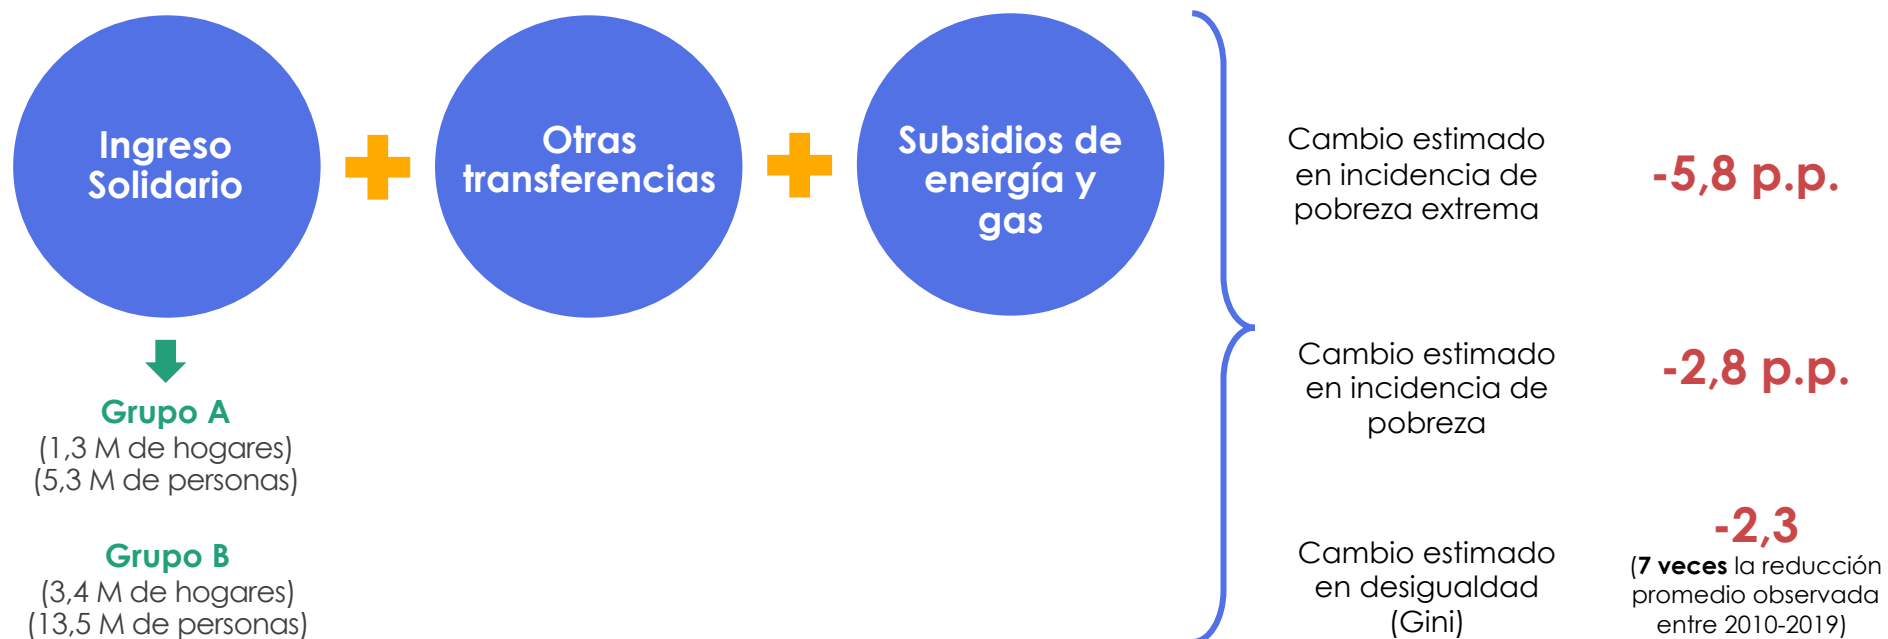 Ingreso
Solidario
Otras
transferencias
Subsidios de
energía y
gas
Grupo A
(1,3 M de hogares)
(5,3 M de personas)
Grupo B
(3,4 M de hogares)
(13,5 M de personas)
Cambio estimado
en incidencia de
pobreza extrema
-5,8 p.p.
Cambio estimado
en incidencia de
pobreza
-2,8 p.p.
Cambio estimado
en desigualdad
(Gini)
-2,3
(7 veces la reducción
promedio observada
entre 2010-2019)